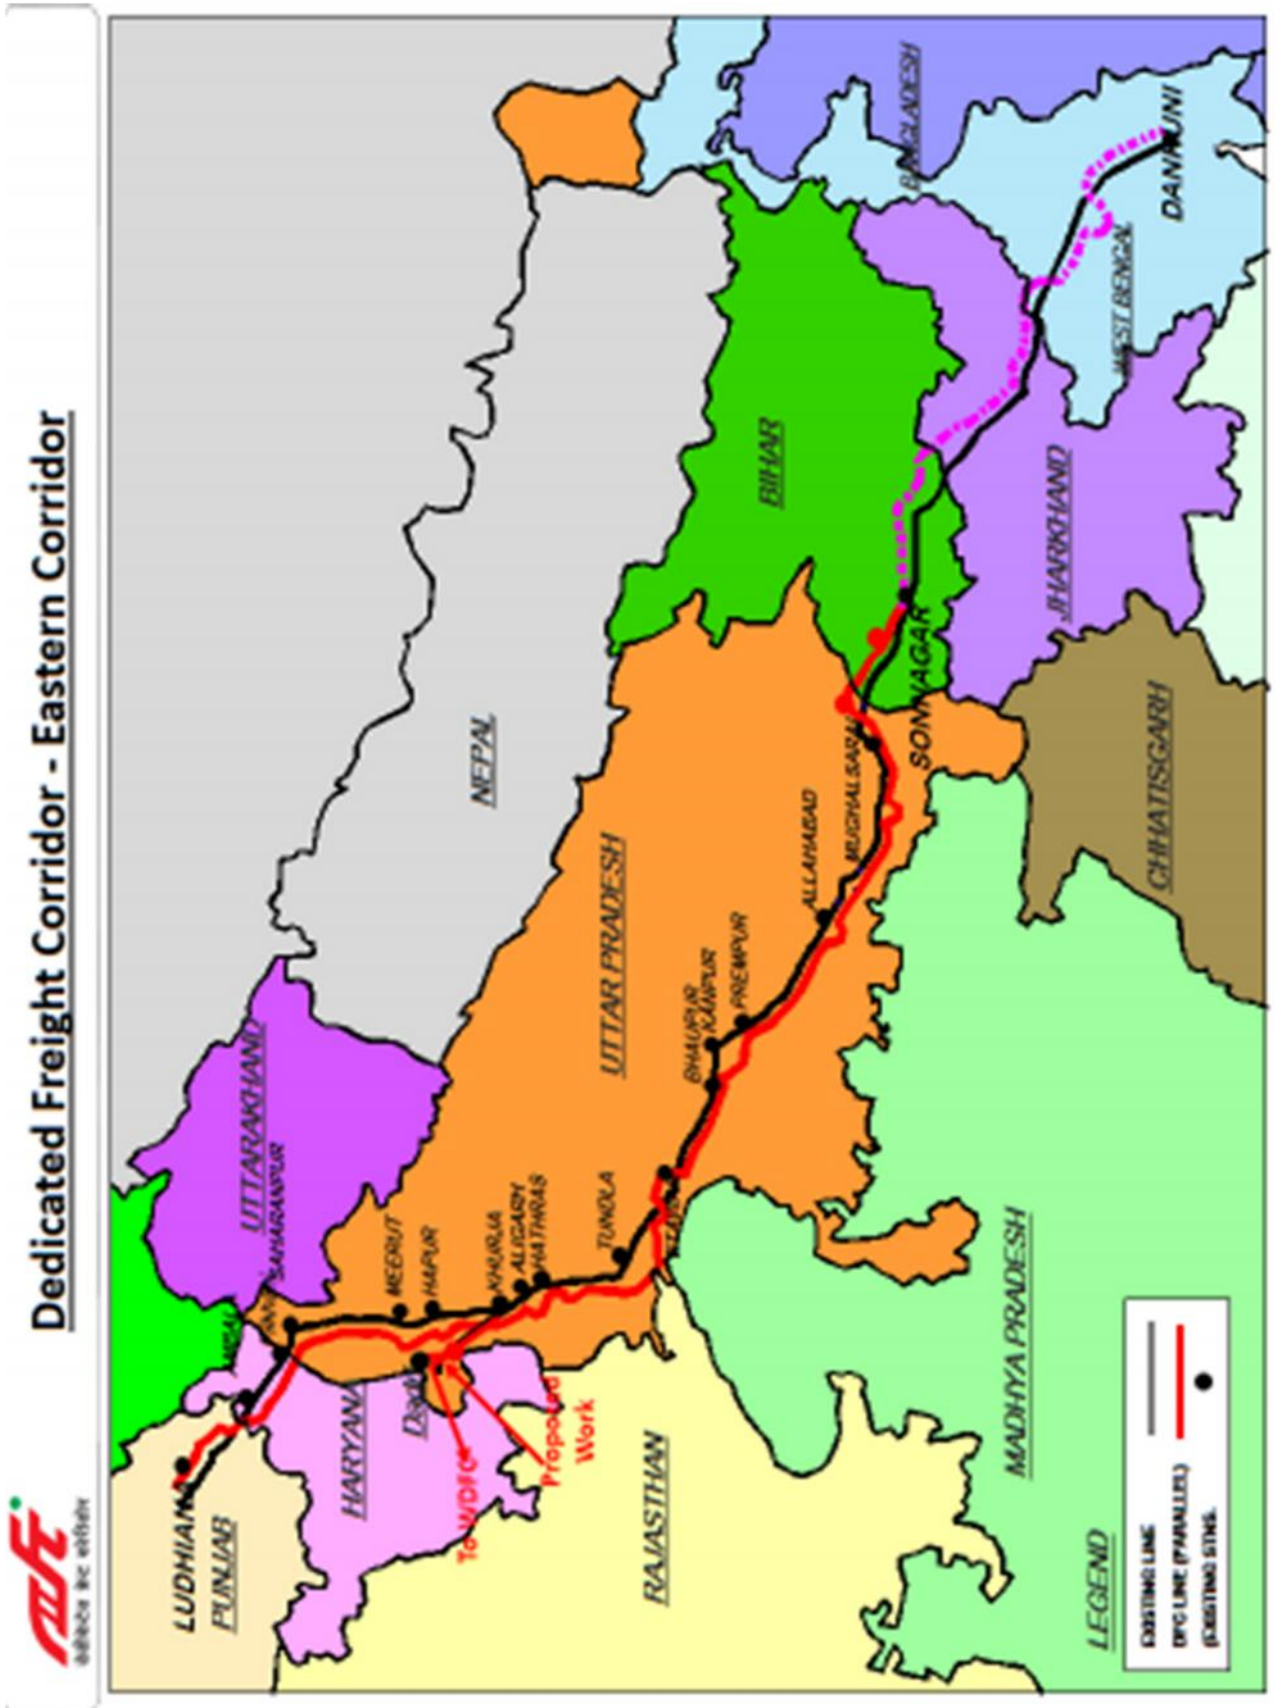 Dedicated Freight Corridor - Eastern Corridor
LUDHIANA
PUNJAB
HARYANA
UTTARAKHAND
SAHARANPUR
MEERUT
HAPUR
KHURJA
ALIGARH
HATHRAS
TUNDLA
Dadri
To WDFC
Proposed
Work
RAJASTHAN
NEPAL
UTTAR PRADESH
BHAUPUR
KANPUR
PREMPUR
ALLAHABAD
MUGHALSARAI
SONNAGAR
BIHAR
JHARKHAND
CHHATISGARH
MADHYA PRADESH
BANGLADESH
WEST BENGAL
DANKUNI
LEGEND
EXISTING LINE
DFC LINE (PARALLEL)
(EXISTING STNS.